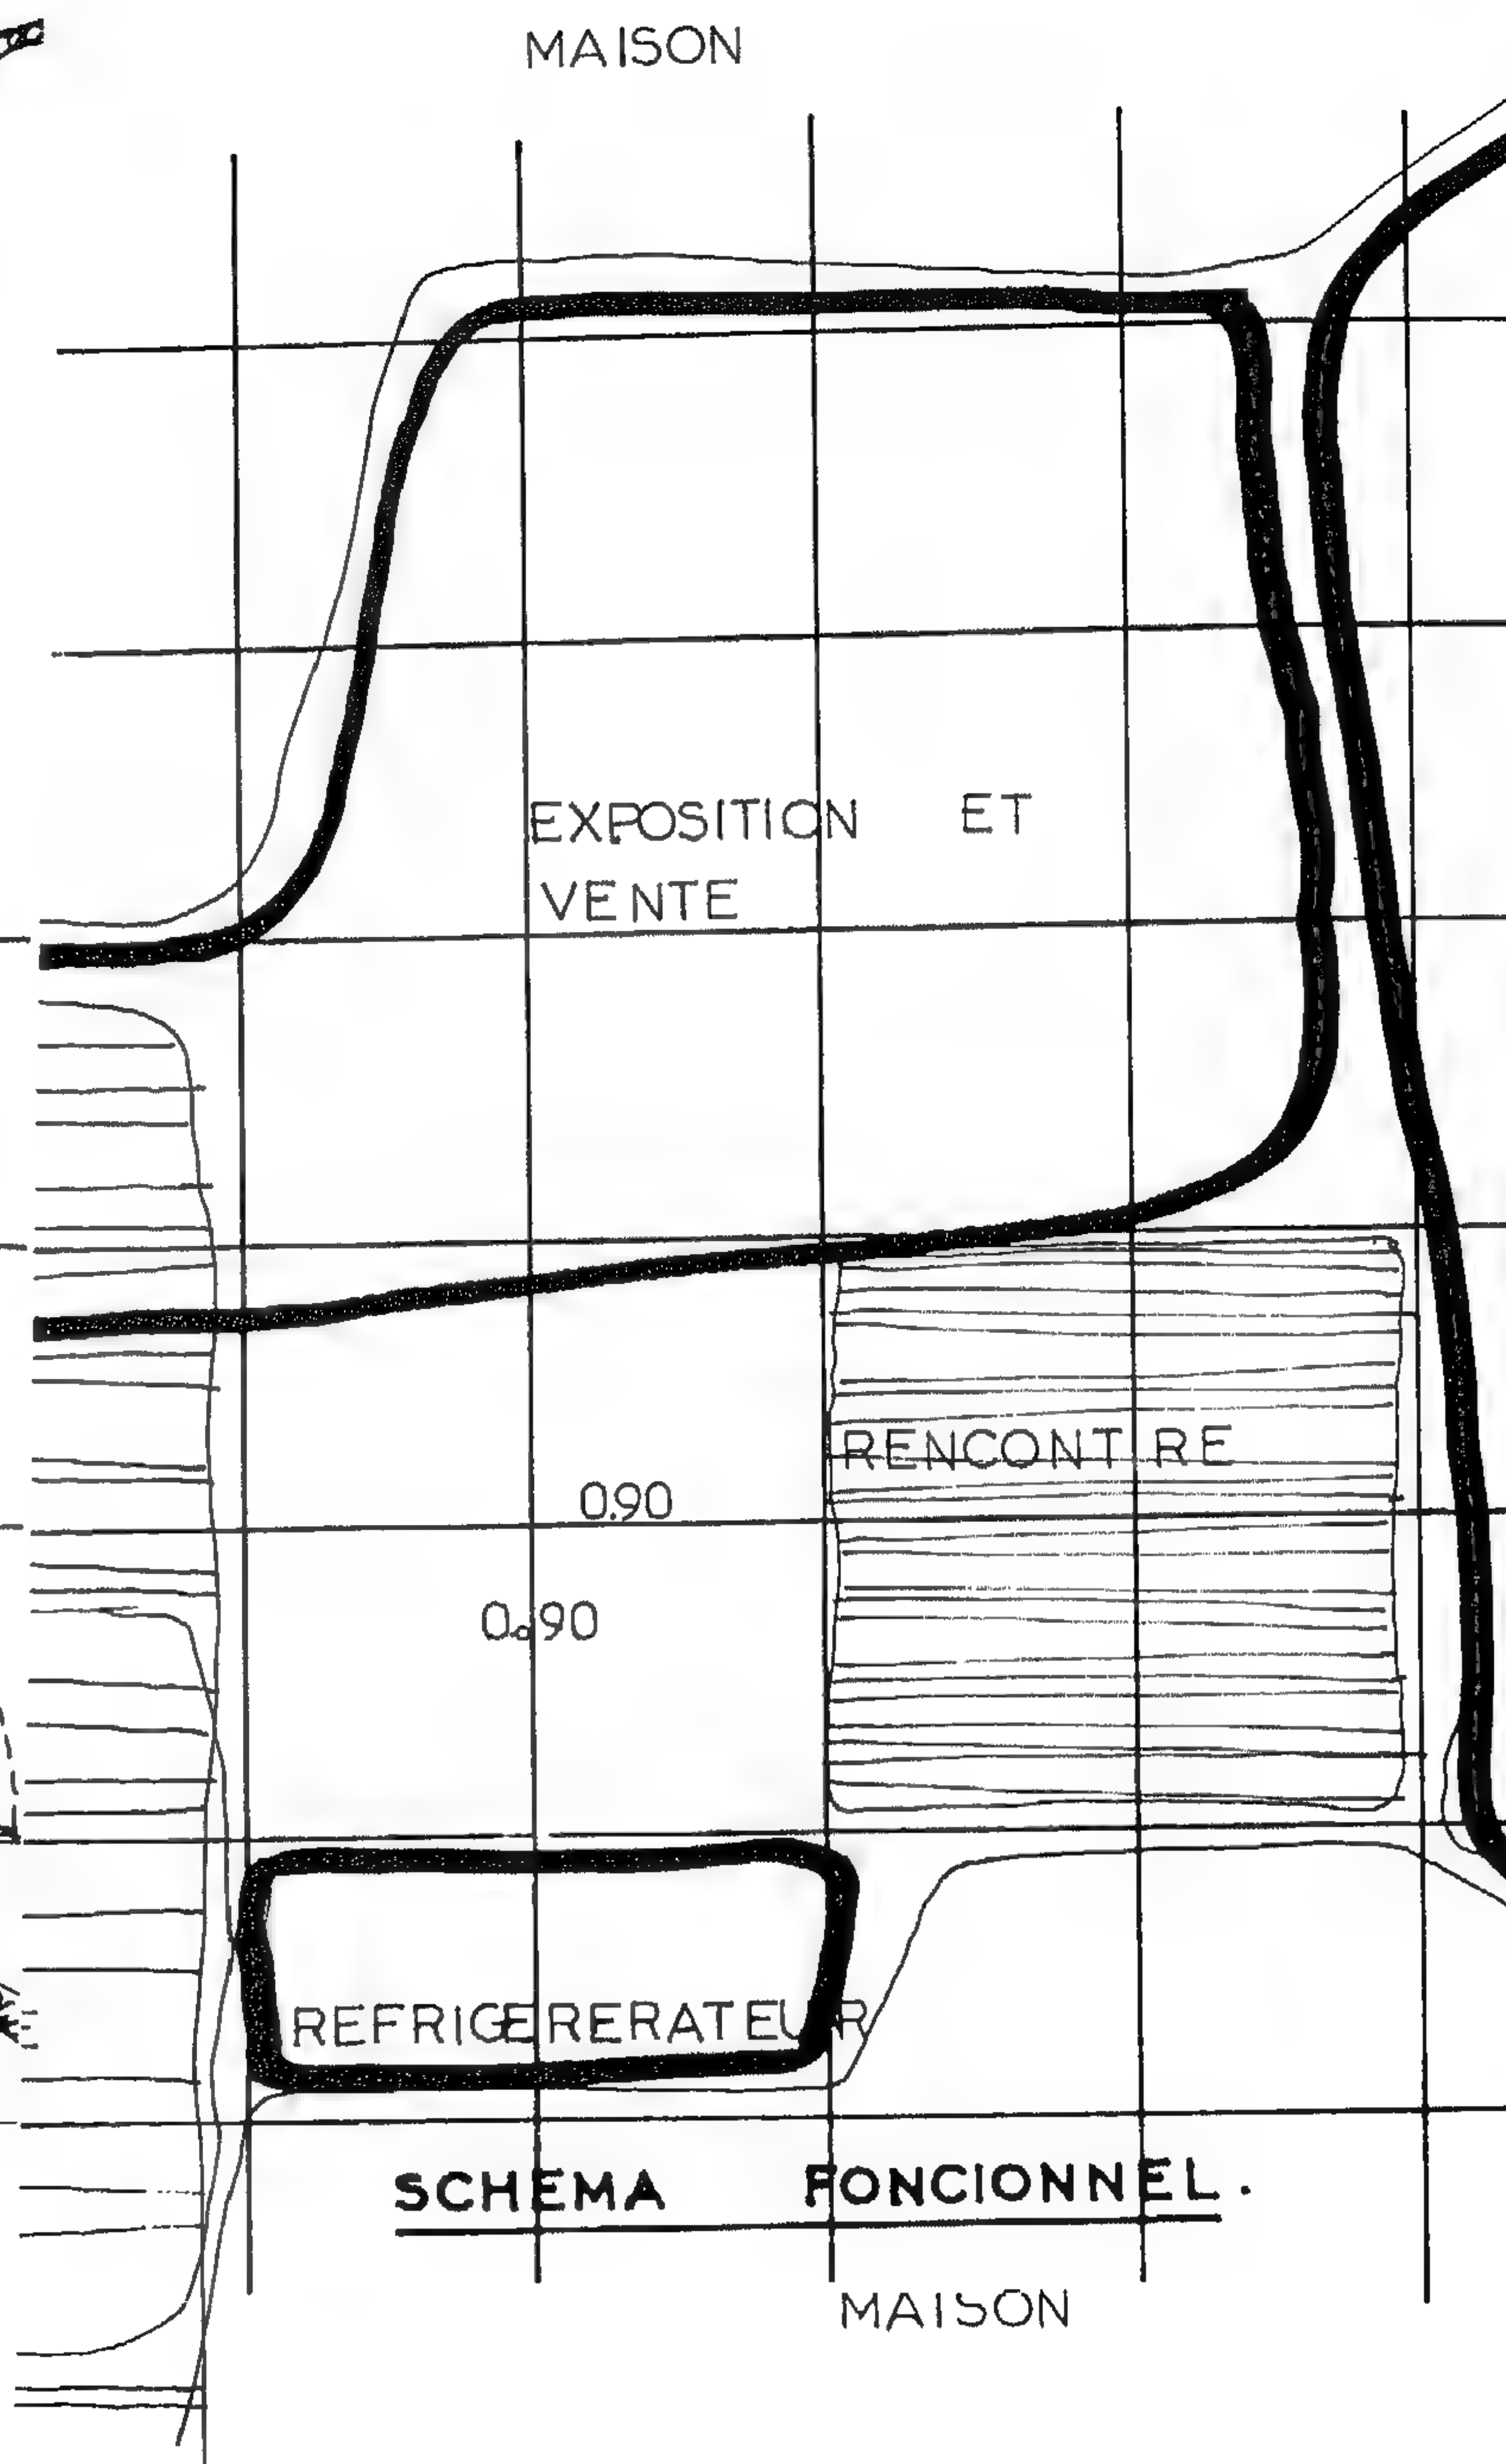 MAISON
EXPOSITION ET
VENTE
RENCONTRE
0.90
0.90
REFRIGERERATEUR
SCHEMA FONCIONNEL.
MAISON